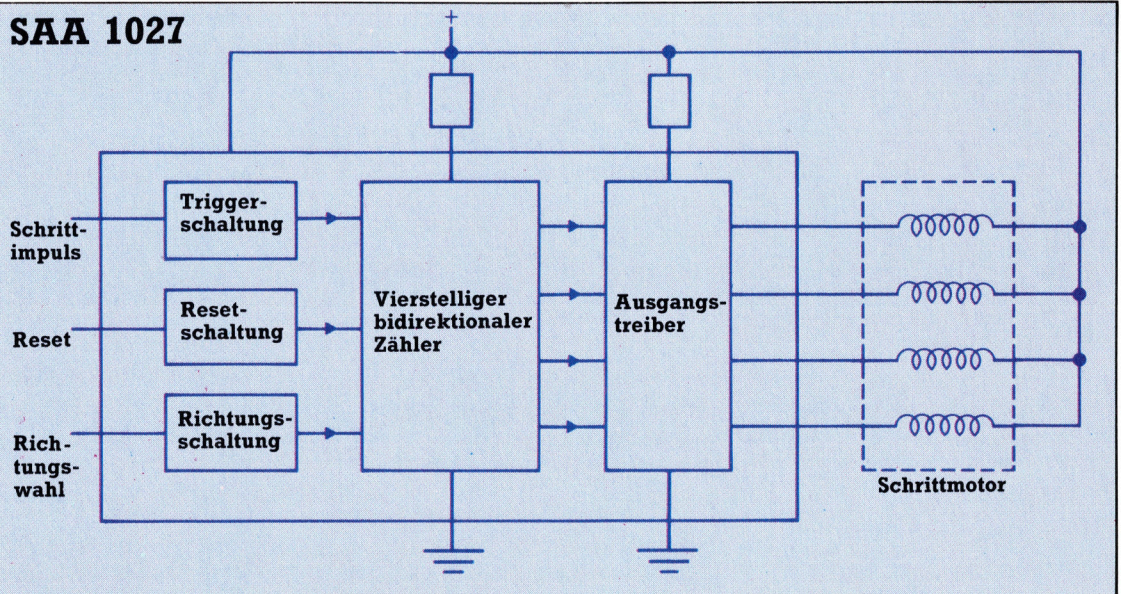 SAA 1027
+
Schritt-
impuls
Trigger-
schaltung
Reset
Reset-
schaltung
Rich-
tungs-
wahl
Richtungs-
schaltung
Vierstelliger
bidirektionaler
Zähler
Ausgangs-
treiber
Schrittmotor